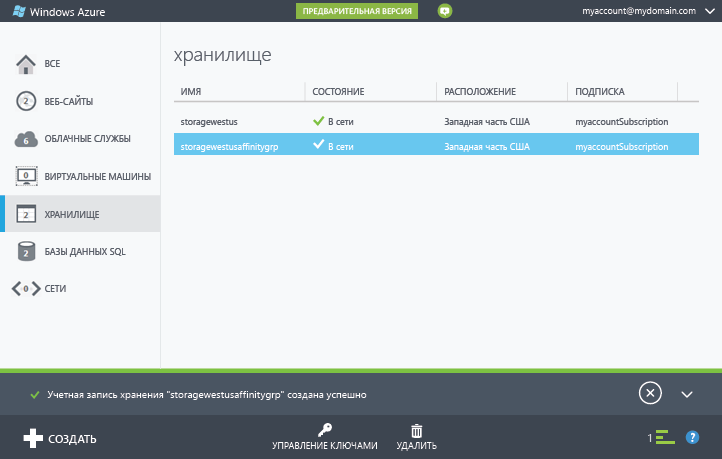 Windows Azure
ПРЕДВАРИТЕЛЬНАЯ ВЕРСИЯ
myaccount@mydomain.com
ВСЕ
2 ВЕБ-САЙТЫ
6 ОБЛАЧНЫЕ СЛУЖБЫ
0 ВИРТУАЛЬНЫЕ МАШИНЫ
2 ХРАНИЛИЩЕ
2 БАЗЫ ДАННЫХ SQL
0 СЕТИ
хранилище
ИМЯ СОСТОЯНИЕ РАСПОЛОЖЕНИЕ ПОДПИСКА
storagewestus В сети Западная часть США myaccountSubscription
storagewestusaffinitygrp В сети Западная часть США myaccountSubscription
Учетная запись хранения "storagewestusaffinitygrp" создана успешно
СОЗДАТЬ
УПРАВЛЕНИЕ КЛЮЧАМИ
УДАЛИТЬ
1
?